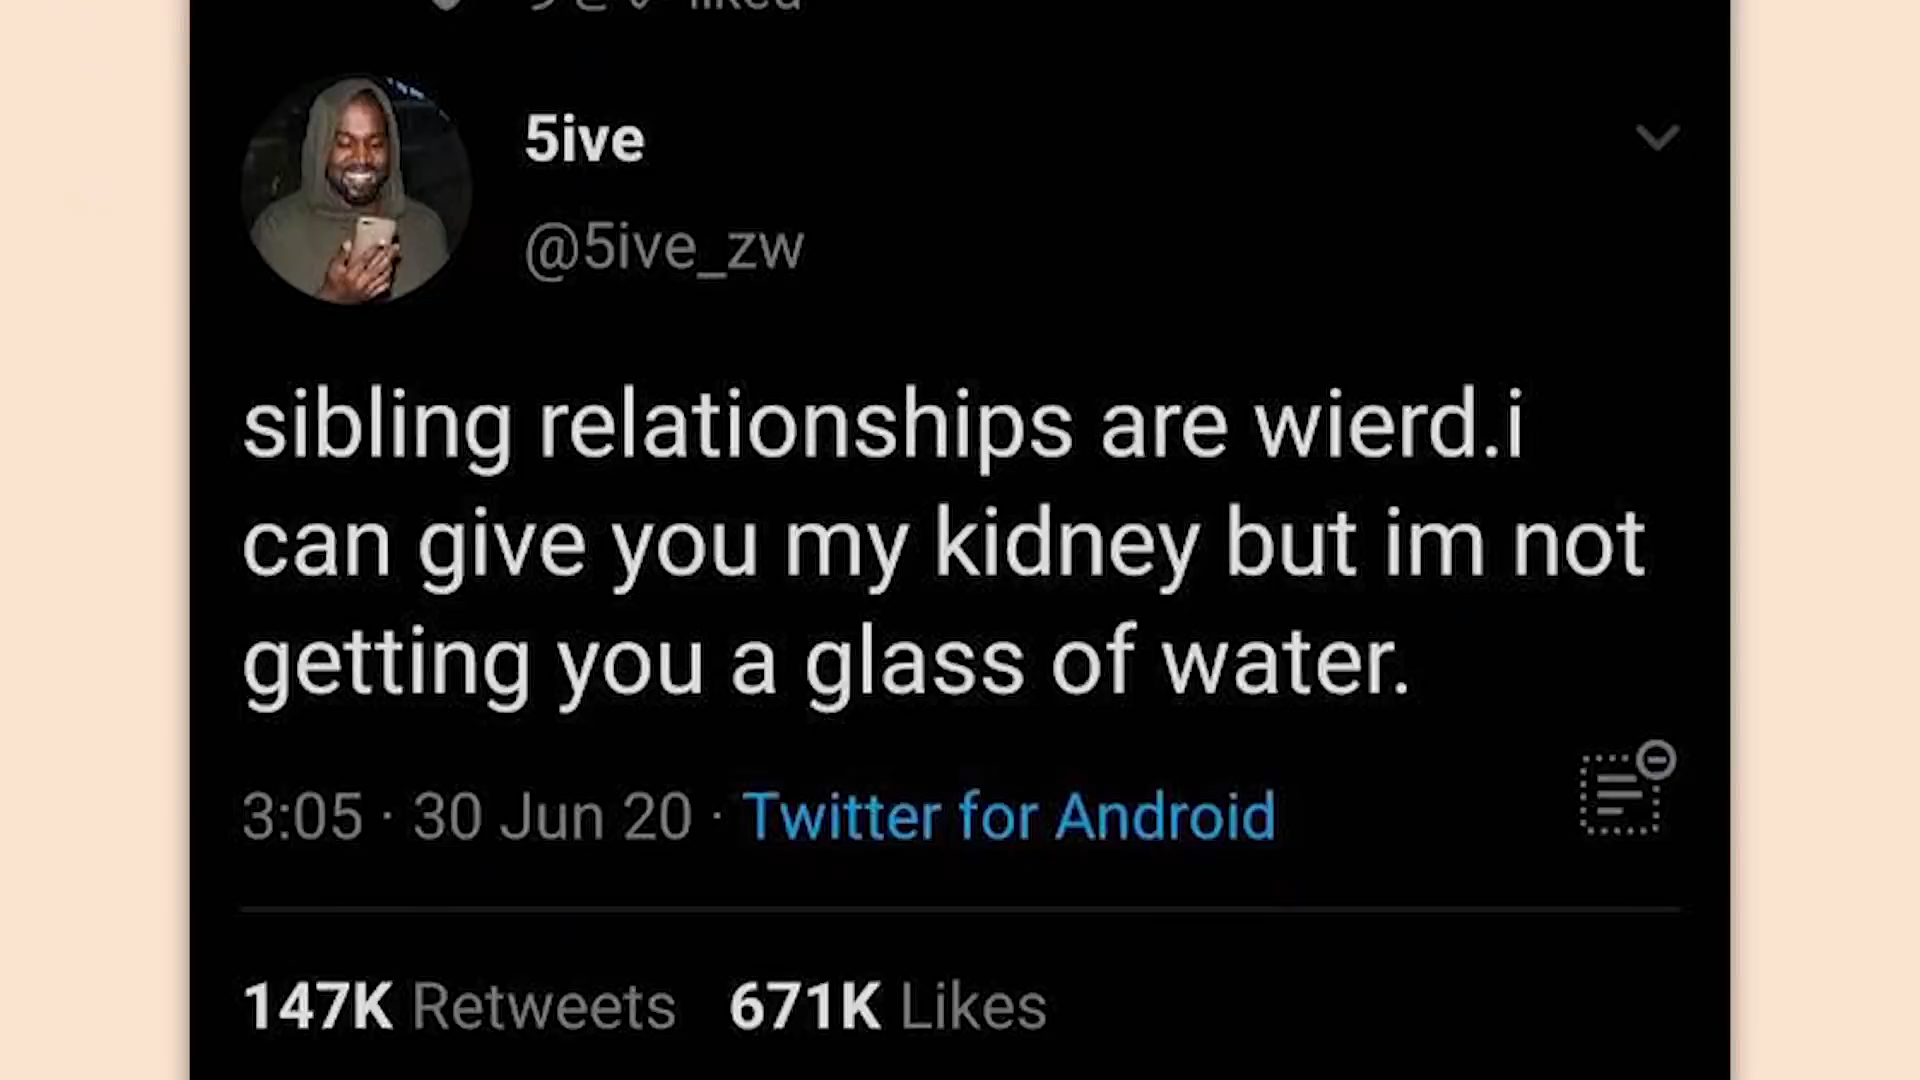 liked
5ive
@5ive_zw
sibling relationships are wierd.i
can give you my kidney but im not
getting you a glass of water.
3:05 · 30 Jun 20 · Twitter for Android
147K Retweets 671K Likes